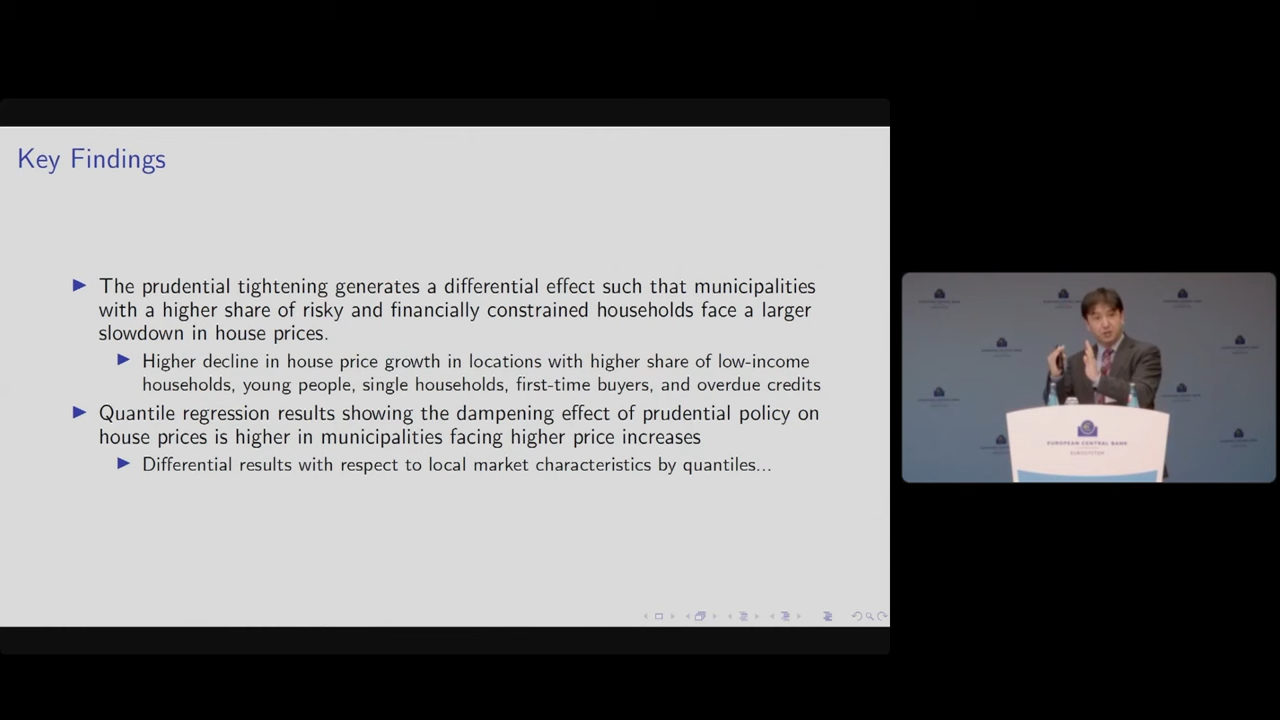 Key Findings
The prudential tightening generates a differential effect such that municipalities
with a higher share of risky and financially constrained households face a larger
slowdown in house prices.
Higher decline in house price growth in locations with higher share of low-income
households, young people, single households, first-time buyers, and overdue credits
Quantile regression results showing the dampening effect of prudential policy on
house prices is higher in municipalities facing higher price increases
Differential results with respect to local market characteristics by quantiles...
EUROPEAN CENTRAL BANK
EUROSYSTEM